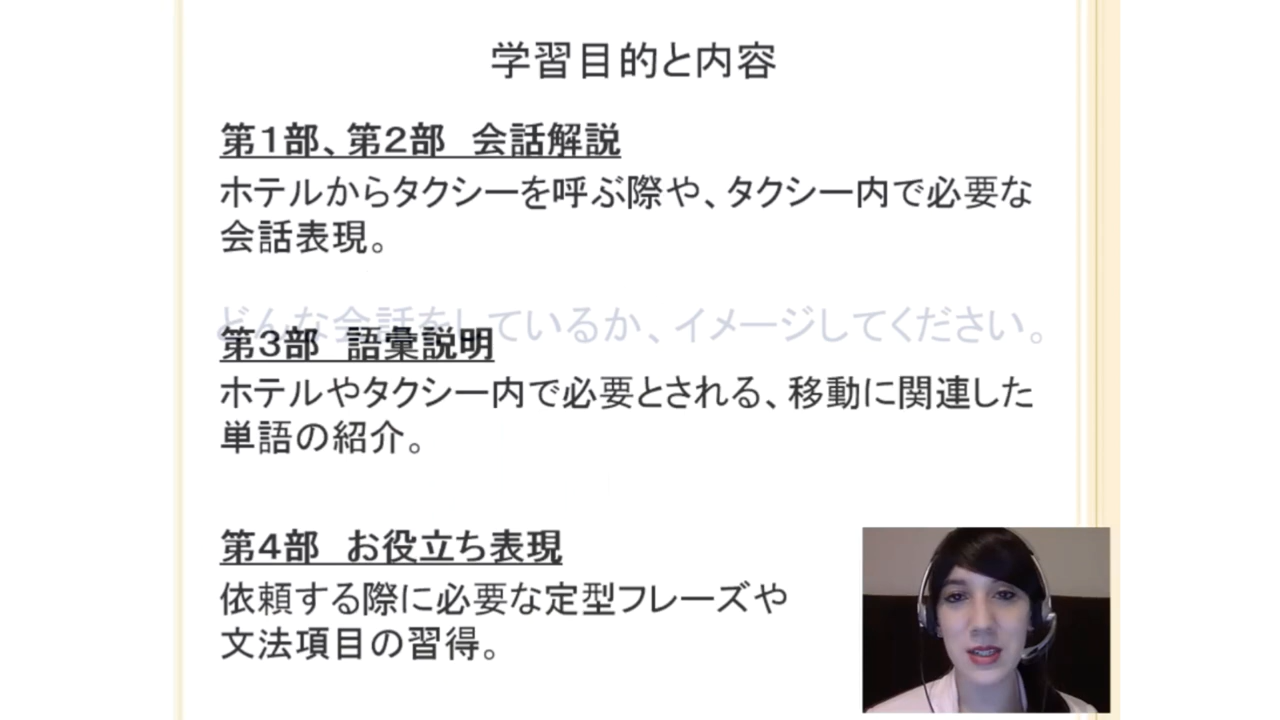 学習目的と内容
第1部、第2部　会話解説
ホテルからタクシーを呼ぶ際や、タクシー内で必要な
会話表現。
どんな会話をしているか、イメージしてください。
第3部　語彙説明
ホテルやタクシー内で必要とされる、移動に関連した
単語の紹介。
第4部　お役立ち表現
依頼する際に必要な定型フレーズや
文法項目の習得。